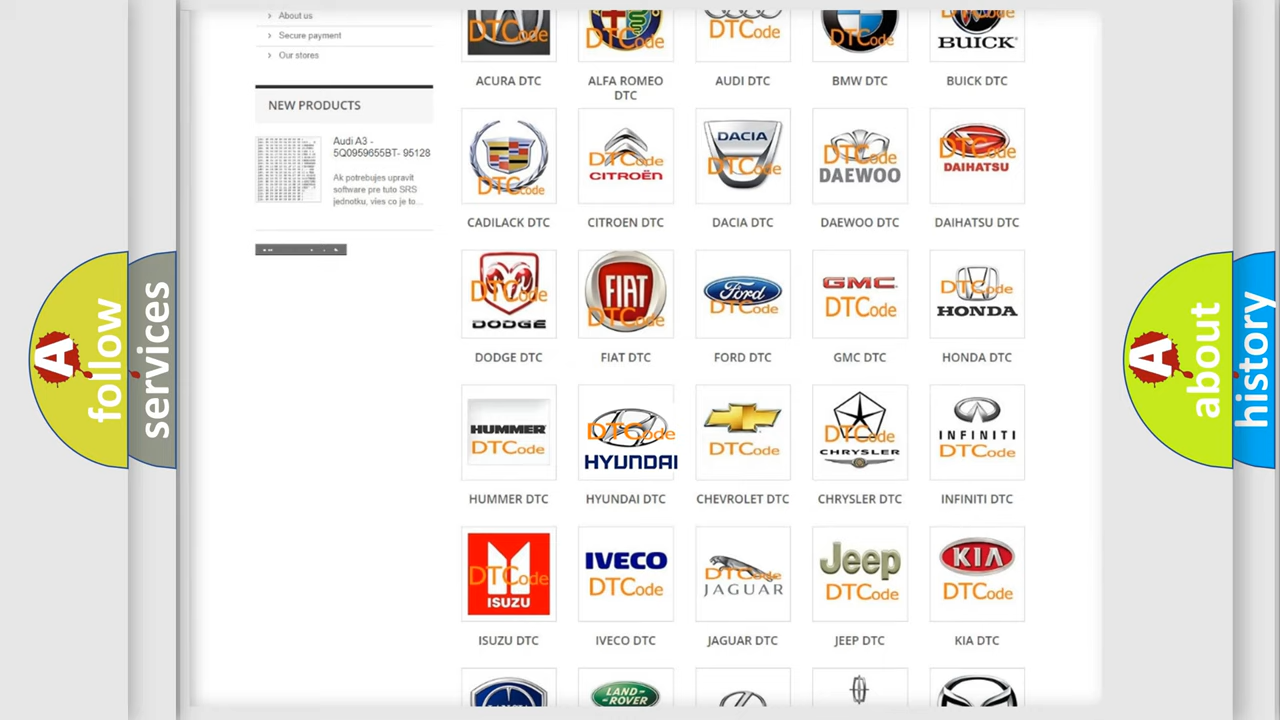 About us
Secure payment
Our stores
NEW PRODUCTS
Audi A3 -
5Q0959655BT- 95128
Ak potrebujes upravit
software pre tuto SRS
jednotku, vies co je to...
DTCode
DTCode
DTCode
DTCode
BUICK
ACURA DTC
ALFA ROMEO
DTC
AUDI DTC
BMW DTC
BUICK DTC
DTCode
DTCode
CITROËN
DACIA
DTCode
DTCode
DAEWOO
DTCode
DAIHATSU
CADILACK DTC
CITROEN DTC
DACIA DTC
DAEWOO DTC
DAIHATSU DTC
DTCode
DODGE
FIAT
DTCode
Ford
DTCode
GMC
DTCode
DTCode
HONDA
DODGE DTC
FIAT DTC
FORD DTC
GMC DTC
HONDA DTC
HUMMER
DTCode
DTCode
HYUNDAI
DTCode
DTCode
CHRYSLER
INFINITI
DTCode
HUMMER DTC
HYUNDAI DTC
CHEVROLET DTC
CHRYSLER DTC
INFINITI DTC
DTCode
ISUZU
IVECO
DTCode
DTCode
JAGUAR
Jeep
DTCode
KIA
DTCode
ISUZU DTC
IVECO DTC
JAGUAR DTC
JEEP DTC
KIA DTC
LAND-
ROVER
A
follow
services
A
about
history